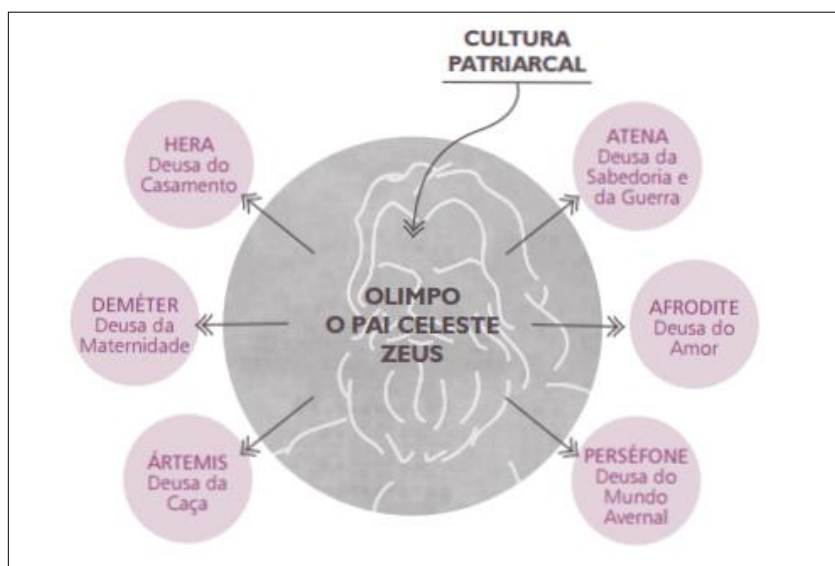 CULTURA
PATRIARCAL
HERA
Deusa do
Casamento
ATENA
Deusa da
Sabedoria e
da Guerra
DEMÉTER
Deusa da
Maternidade
OLIMPO
O PAI CELESTE
ZEUS
AFRODITE
Deusa do
Amor
ÁRTEMIS
Deusa da
Caça
PERSÉFONE
Deusa do
Mundo
Avernal